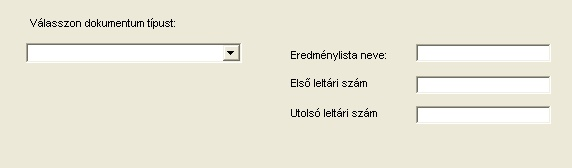 Válasszon dokumentum típust:
Eredménylista neve:
Első leltári szám
Utolsó leltári szám